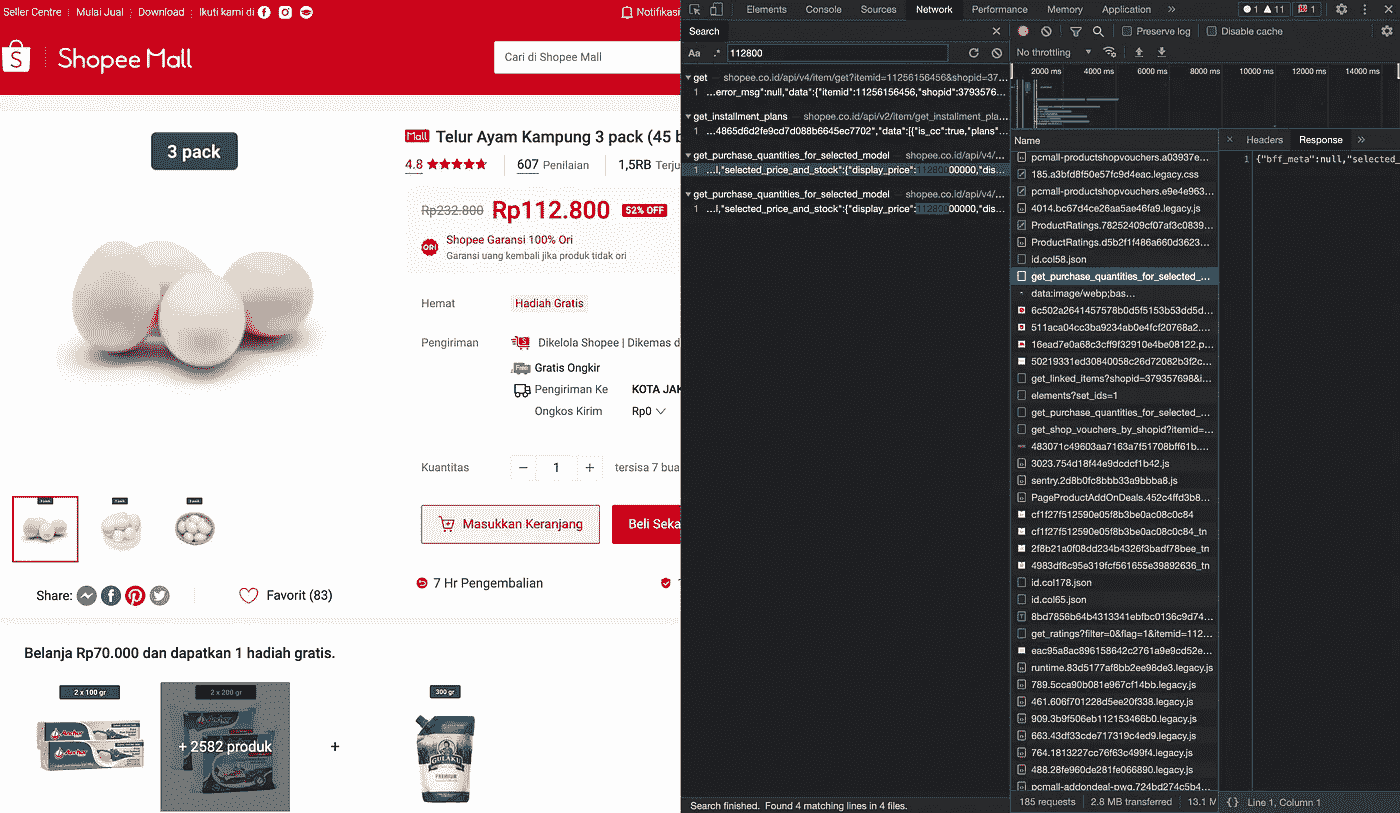 Seller Centre Mulai Jual Download Ikuti kami di Notifikasi
Shopee Mall
Cari di Shopee Mall
3 pack
Mall Telur Ayam Kampung 3 pack (45 b
4.8 607 Penilaian 1,5RB Terju
Rp232.800 Rp112.800 52% OFF
ORI Shopee Garansi 100% Ori
Garansi uang kembali jika produk tidak ori
Hemat Hadiah Gratis
Pengiriman Dikelola Shopee | Dikemas d
Free Gratis Ongkir
Pengiriman Ke KOTA JAK
Ongkos Kirim Rp0
Kuantitas − 1 + tersisa 7 bua
Masukkan Keranjang Beli Seka
7 Hr Pengembalian
Share: Favorit (83)
Belanja Rp70.000 dan dapatkan 1 hadiah gratis.
2 x 100 gr 2 x 200 gr 300 gr
+ 2582 produk +
GULAKU
PREMIUM
Elements Console Sources Network Performance Memory Application » 1 11 1
Search
Aa .* 112800
get shopee.co.id/api/v4/item/get?itemid=11256156456&shopid=37…
1 …error_msg":null,"data":{"itemid":11256156456,"shopid":3793576…
get_installment_plans shopee.co.id/api/v2/item/get_installment_pla…
1 …4865d6d2fe9cd7d088b6645ec7702","data":[{"is_cc":true,"plans"…
get_purchase_quantities_for_selected_model shopee.co.id/api/v4/…
1 …l,"selected_price_and_stock":{"display_price":11280000000,"dis…
get_purchase_quantities_for_selected_model shopee.co.id/api/v4/…
1 …l,"selected_price_and_stock":{"display_price":11280000000,"dis…
Search finished. Found 4 matching lines in 4 files.
Preserve log Disable cache
No throttling
2000 ms 4000 ms 6000 ms 8000 ms 10000 ms 12000 ms 14000 ms
Name
pcmall-productshopvouchers.a03937e…
185.a3bfd8f50e57fc9d4eac.legacy.css
pcmall-productshopvouchers.e9e4e963…
4014.bc67d4ce26aa5ae46fa9.legacy.js
ProductRatings.78252409cf07af3c0839…
ProductRatings.d5b2f1f486a660d3623…
id.col58.json
get_purchase_quantities_for_selected_…
data:image/webp;bas…
6c502a2641457578b0d5f5153b53dd5d…
511aca04cc3ba9234ab0e4fcf20768a2.…
16ead7e0a68c3cff9f32910e4be08122.p…
50219331ed30840058c26d72082b3f2c…
get_linked_items?shopid=379357698&i…
elements?set_ids=1
get_purchase_quantities_for_selected_…
get_shop_vouchers_by_shopid?itemid=…
483071c49603aa7163a7f51708bff61b.…
3023.754d18f44e9dcdcf1b42.js
sentry.2d8b0fc8bbb33a9bbba8.js
PageProductAddOnDeals.452c4ffd3b8…
cf1f27f512590e05f8b3be0ac08c0c84
cf1f27f512590e05f8b3be0ac08c0c84_tn
2f8b21a0f08dd234b4326f3badf78bee_tn
4983df8c95e319fcf561655e39892636_tn
id.col178.json
id.col65.json
8bd7856b64b4313341ebfbc0136c9d74…
get_ratings?filter=0&flag=1&itemid=112…
eac95a8ac896158642c2761a9e9cd52e…
runtime.83d5177af8bb2ee98de3.legacy.js
789.5cca90b081e967cf14bb.legacy.js
461.606f701228d5ee20f338.legacy.js
909.3b9f506eb112153466b0.legacy.js
663.43df33cde717319c4ed9.legacy.js
764.1813227cc76f63c499f4.legacy.js
488.28fe960de281fe066890.legacy.js
pcmall-addondeal-pwg.724bd274c5b4…
185 requests 2.8 MB transferred 13.1 M
× Headers Response »
1 {"bff_meta":null,"selected_
{} Line 1, Column 1